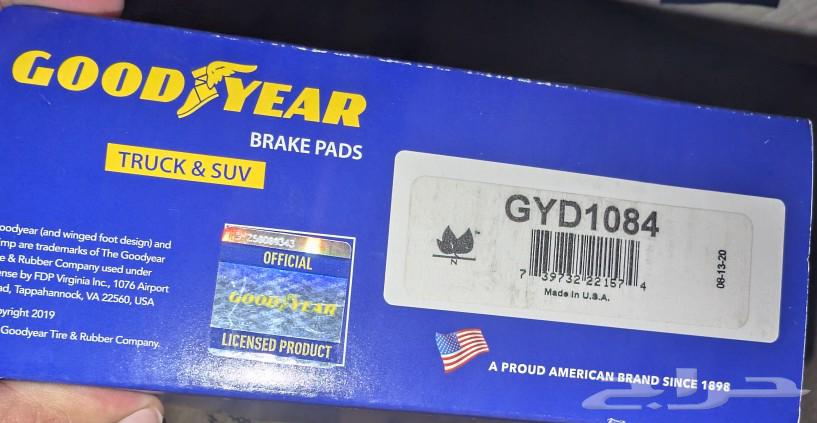 GOODYEAR
BRAKE PADS
TRUCK & SUV
oodyear (and winged foot design) and
mp are trademarks of The Goodyear
e & Rubber Company used under
ense by FDP Virginia Inc., 1076 Airport
ad, Tappahannock, VA 22560, USA
pyright 2019
Goodyear Tire & Rubber Company.
OFFICIAL
GOODYEAR
LICENSED PRODUCT
GYD1084
N
7 39732 22157 4
Made in U.S.A.
08-13-20
A PROUD AMERICAN BRAND SINCE 1898
حراج